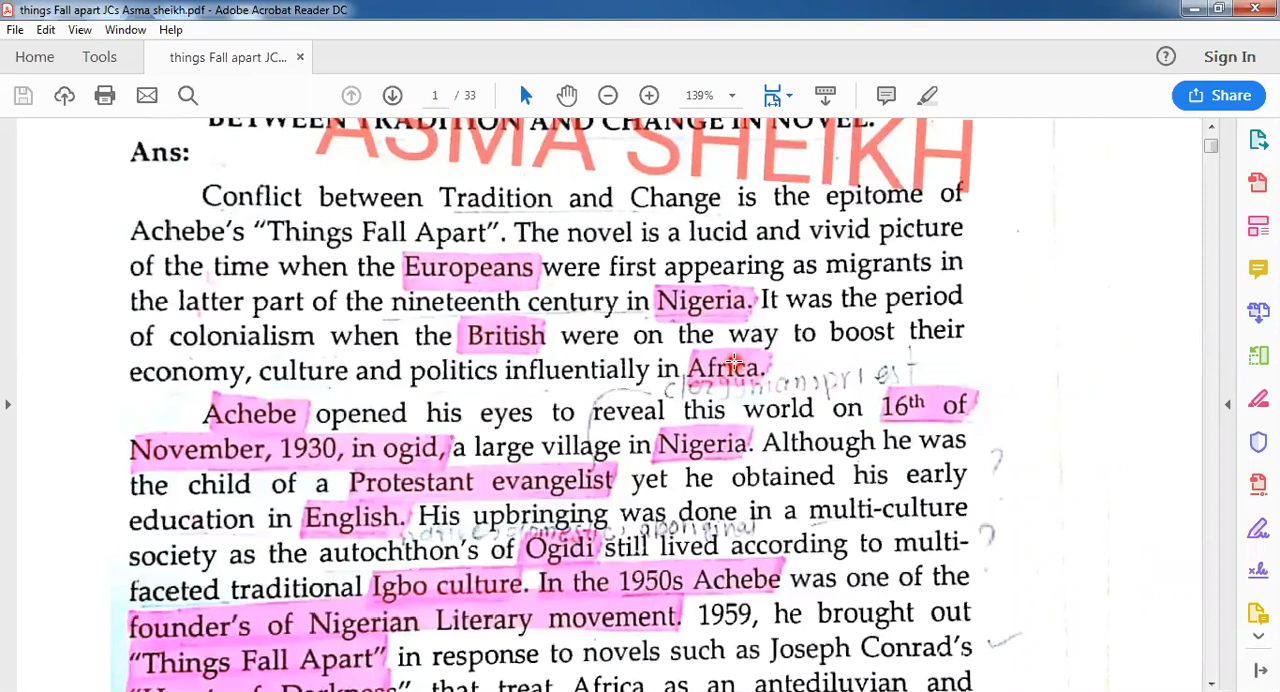 things Fall apart JCs Asma sheikh.pdf - Adobe Acrobat Reader DC
File Edit View Window Help
Home Tools things Fall apart JC... × Sign In
1 / 33 139% Share
BETWEEN TRADITION AND CHANGE IN NOVEL.
ASMA SHEIKH
Ans:
Conflict between Tradition and Change is the epitome of
Achebe's "Things Fall Apart". The novel is a lucid and vivid picture
of the time when the Europeans were first appearing as migrants in
the latter part of the nineteenth century in Nigeria. It was the period
of colonialism when the British were on the way to boost their
economy, culture and politics influentially in Africa.
Achebe opened his eyes to reveal this world on 16th of
November, 1930, in ogid, a large village in Nigeria. Although he was
the child of a Protestant evangelist yet he obtained his early ?
education in English. His upbringing was done in a multi-culture
society as the autochthon's of Ogidi still lived according to multi- ?
faceted traditional Igbo culture. In the 1950s Achebe was one of the
founder's of Nigerian Literary movement. 1959, he brought out
"Things Fall Apart" in response to novels such as Joseph Conrad's
"Heart of Darkness" that treat Africa as an antediluvian and